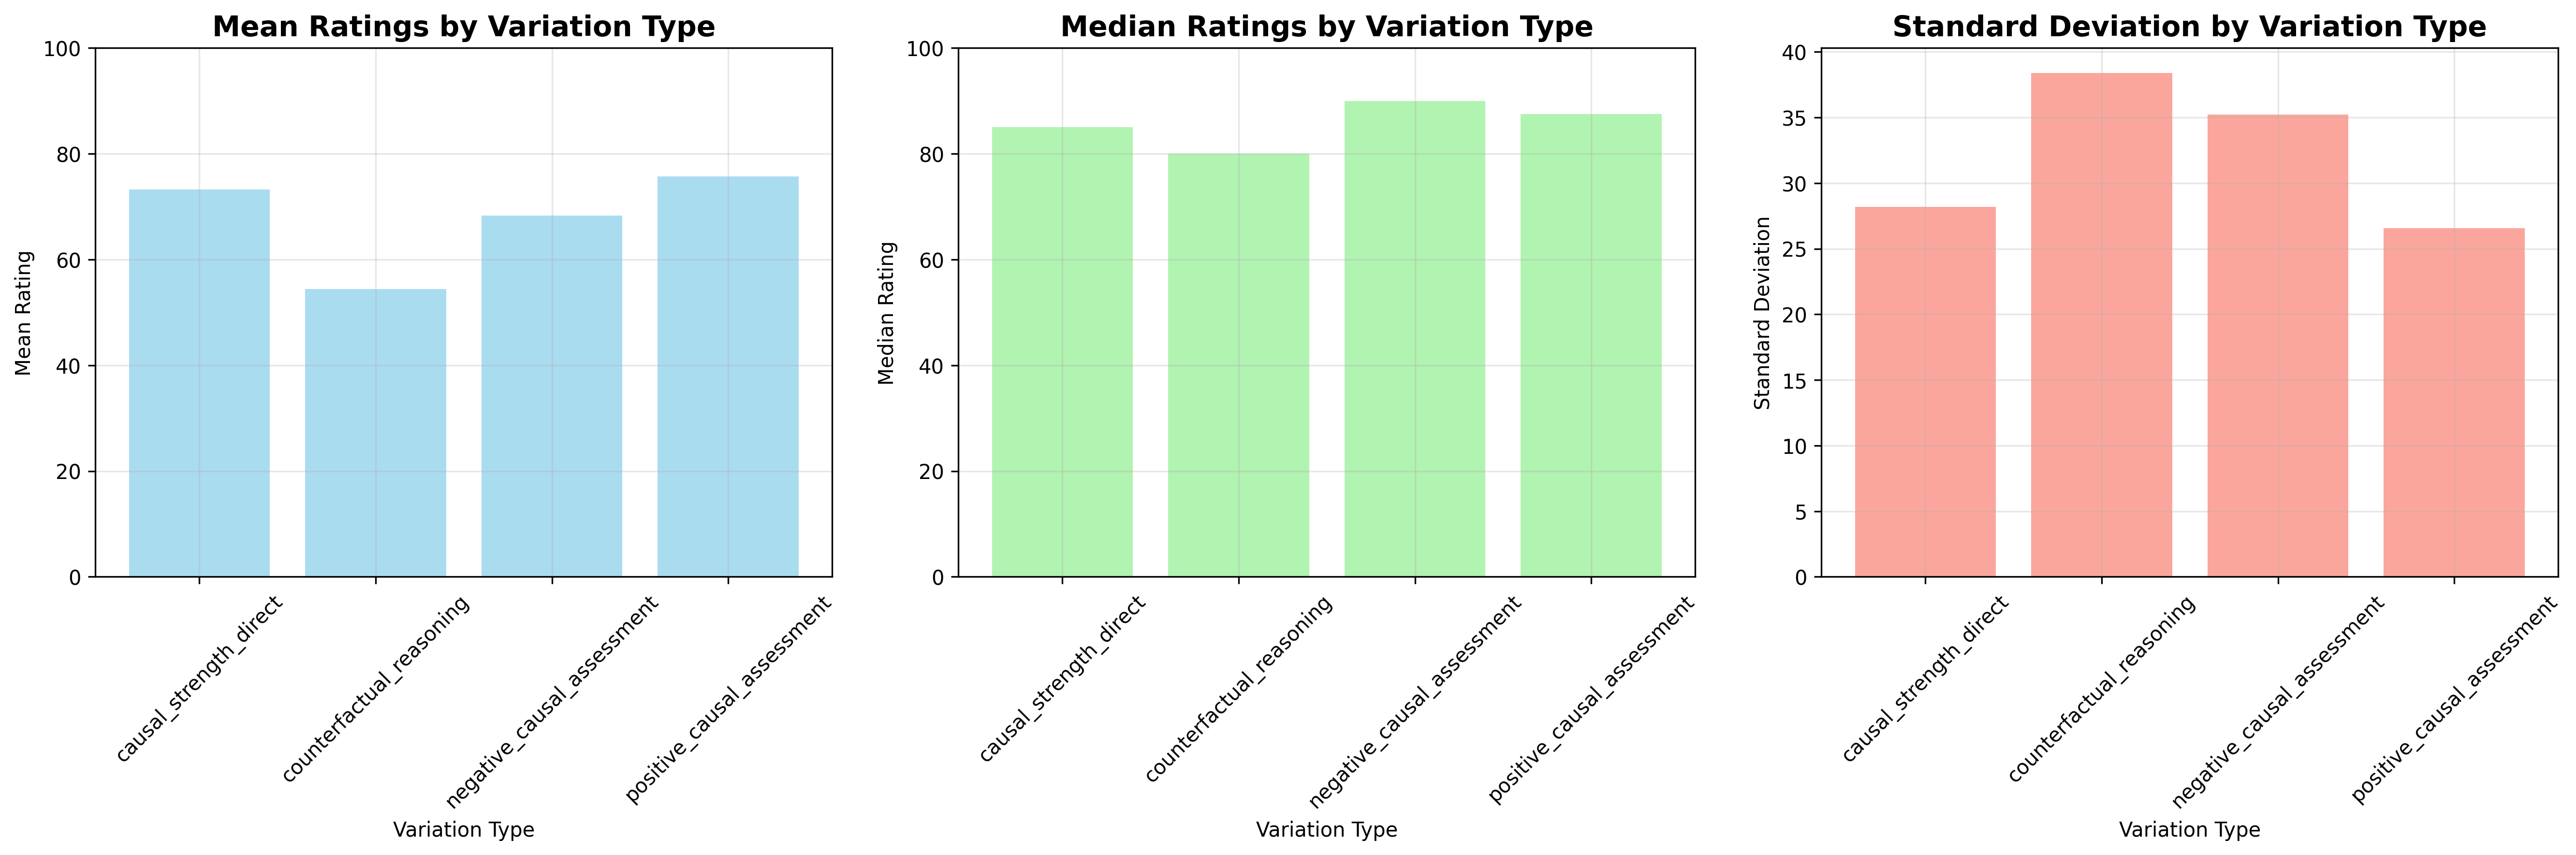 Mean Ratings by Variation Type
100
80
60
40
20
0
Mean Rating
causal_strength_direct
counterfactual_reasoning
negative_causal_assessment
positive_causal_assessment
Variation Type
Median Ratings by Variation Type
100
80
60
40
20
0
Median Rating
causal_strength_direct
counterfactual_reasoning
negative_causal_assessment
positive_causal_assessment
Variation Type
Standard Deviation by Variation Type
40
35
30
25
20
15
10
5
0
Standard Deviation
causal_strength_direct
counterfactual_reasoning
negative_causal_assessment
positive_causal_assessment
Variation Type